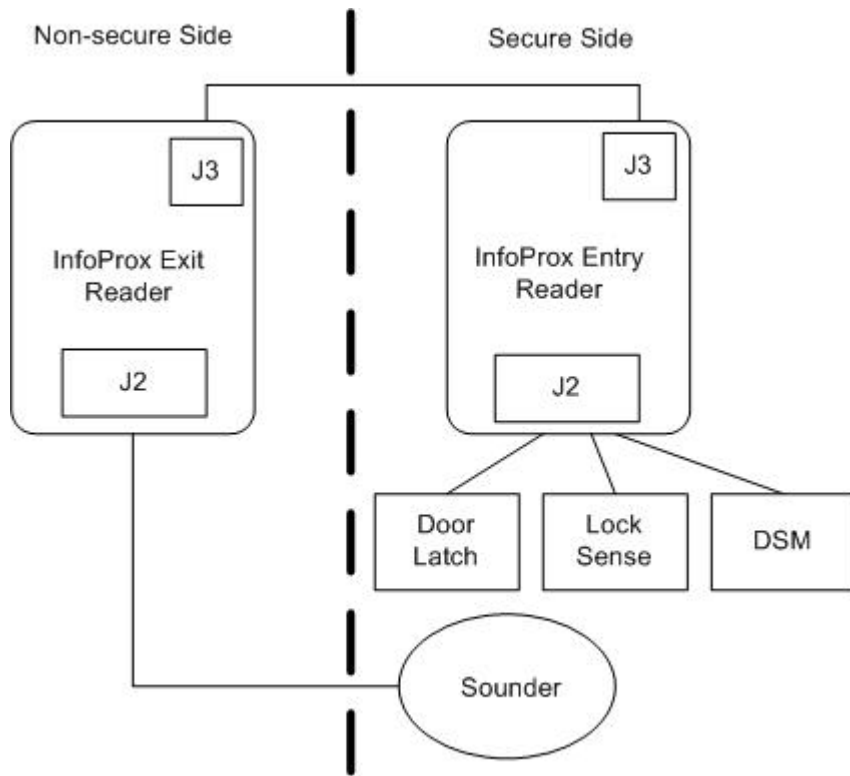 Non-secure Side
Secure Side
J3
InfoProx Exit
Reader
J2
J3
InfoProx Entry
Reader
J2
Door
Latch
Lock
Sense
DSM
Sounder